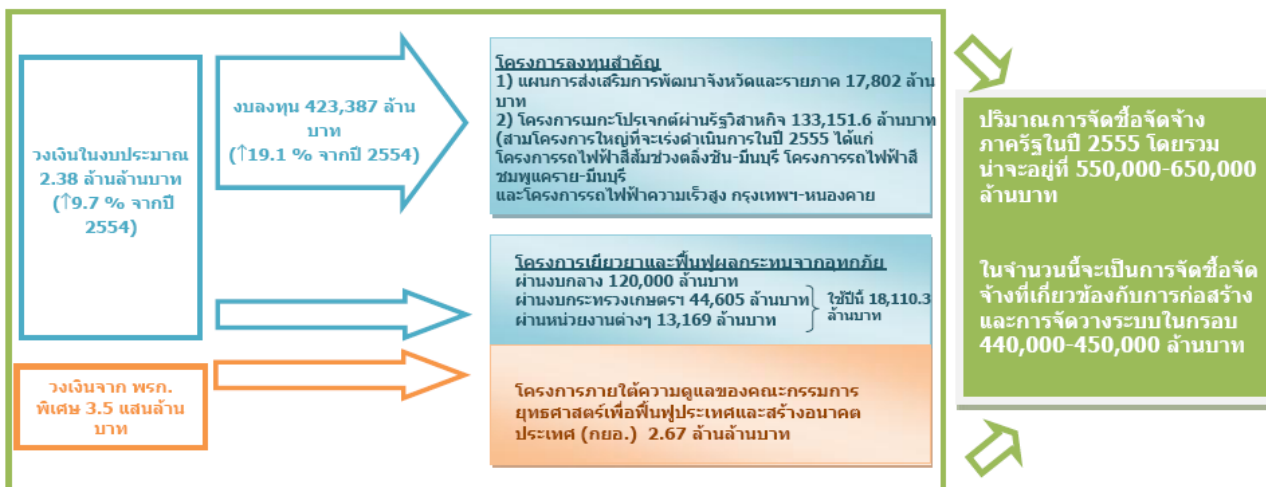 วงเงินในงบประมาณ
2.38 ล้านล้านบาท
(↑9.7 % จากปี
2554)
งบลงทุน 423,387 ล้าน
บาท
(↑19.1 % จากปี 2554)
โครงการลงทุนสำคัญ
1) แผนการส่งเสริมการพัฒนาจังหวัดและรายภาค 17,802 ล้าน
บาท
2) โครงการเมกะโปรเจกต์ผ่านรัฐวิสาหกิจ 133,151.6 ล้านบาท
(สามโครงการใหญ่ที่จะเร่งดำเนินการในปี 2555 ได้แก่
โครงการรถไฟฟ้าสีส้มช่วงตลิ่งชัน-มีนบุรี โครงการรถไฟฟ้าสี
ชมพูแคราย-มีนบุรี
และโครงการรถไฟฟ้าความเร็วสูง กรุงเทพฯ-หนองคาย
โครงการเยียวยาและฟื้นฟูผลกระทบจากอุทกภัย
ผ่านงบกลาง 120,000 ล้านบาท
ผ่านงบกระทรวงเกษตรฯ 44,605 ล้านบาท
ผ่านหน่วยงานต่างๆ 13,169 ล้านบาท
ใช้ปีนี้ 18,110.3
ล้านบาท
วงเงินจาก พรก.
พิเศษ 3.5 แสนล้าน
บาท
โครงการภายใต้ความดูแลของคณะกรรมการ
ยุทธศาสตร์เพื่อฟื้นฟูประเทศและสร้างอนาคต
ประเทศ (กยอ.) 2.67 ล้านล้านบาท
ปริมาณการจัดซื้อจัดจ้าง
ภาครัฐในปี 2555 โดยรวม
น่าจะอยู่ที่ 550,000-650,000
ล้านบาท
ในจำนวนนี้จะเป็นการจัดซื้อจัด
จ้างที่เกี่ยวข้องกับการก่อสร้าง
และการจัดวางระบบในกรอบ
440,000-450,000 ล้านบาท